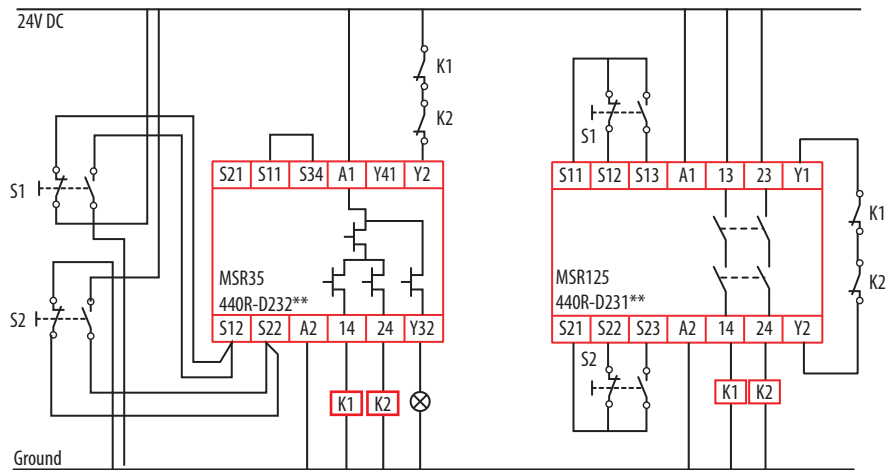 24V DC
K1
K2
S1
S21 S11 S34 A1 Y41 Y2
S11 S12 S13 A1 13 23 Y1
S1
K1
K2
MSR35
440R-D232**
MSR125
440R-D231**
S2
S12 S22 A2 14 24 Y32
S21 S22 S23 A2 14 24 Y2
S2
K1 K2
K1 K2
Ground